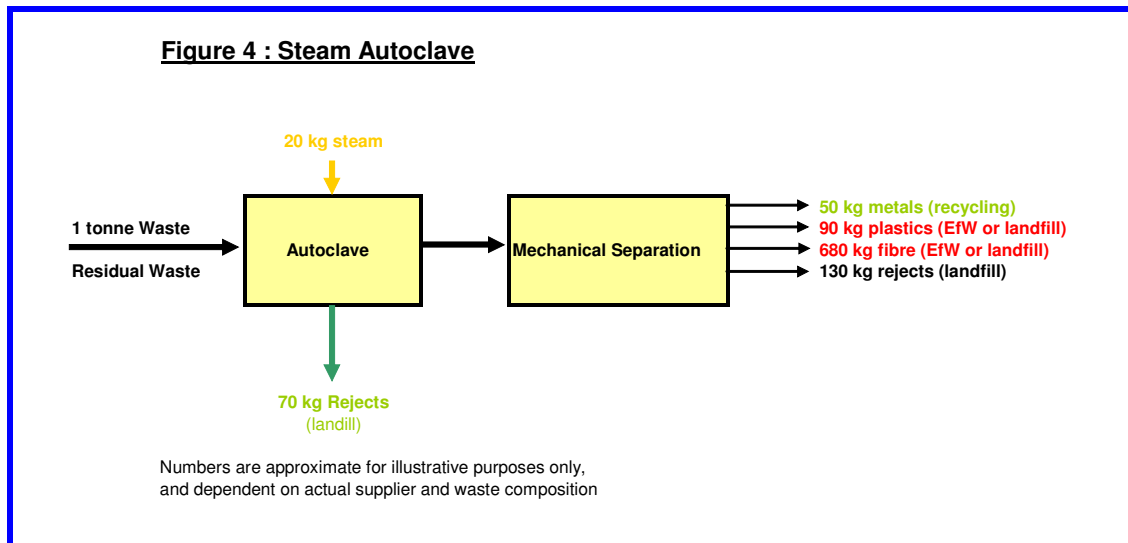 Figure 4 : Steam Autoclave
20 kg steam
1 tonne Waste
Residual Waste
Autoclave
Mechanical Separation
50 kg metals (recycling)
90 kg plastics (EfW or landfill)
680 kg fibre (EfW or landfill)
130 kg rejects (landfill)
70 kg Rejects
(landill)
Numbers are approximate for illustrative purposes only,
and dependent on actual supplier and waste composition